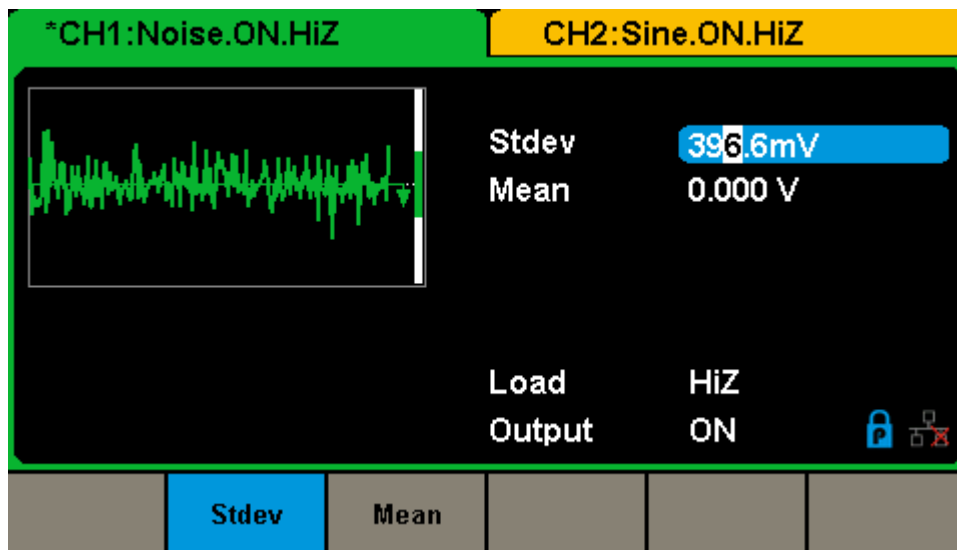 *CH1:Noise.ON.HiZ
CH2:Sine.ON.HiZ
Stdev 396.6mV
Mean 0.000 V
Load HiZ
Output ON
P
Stdev Mean